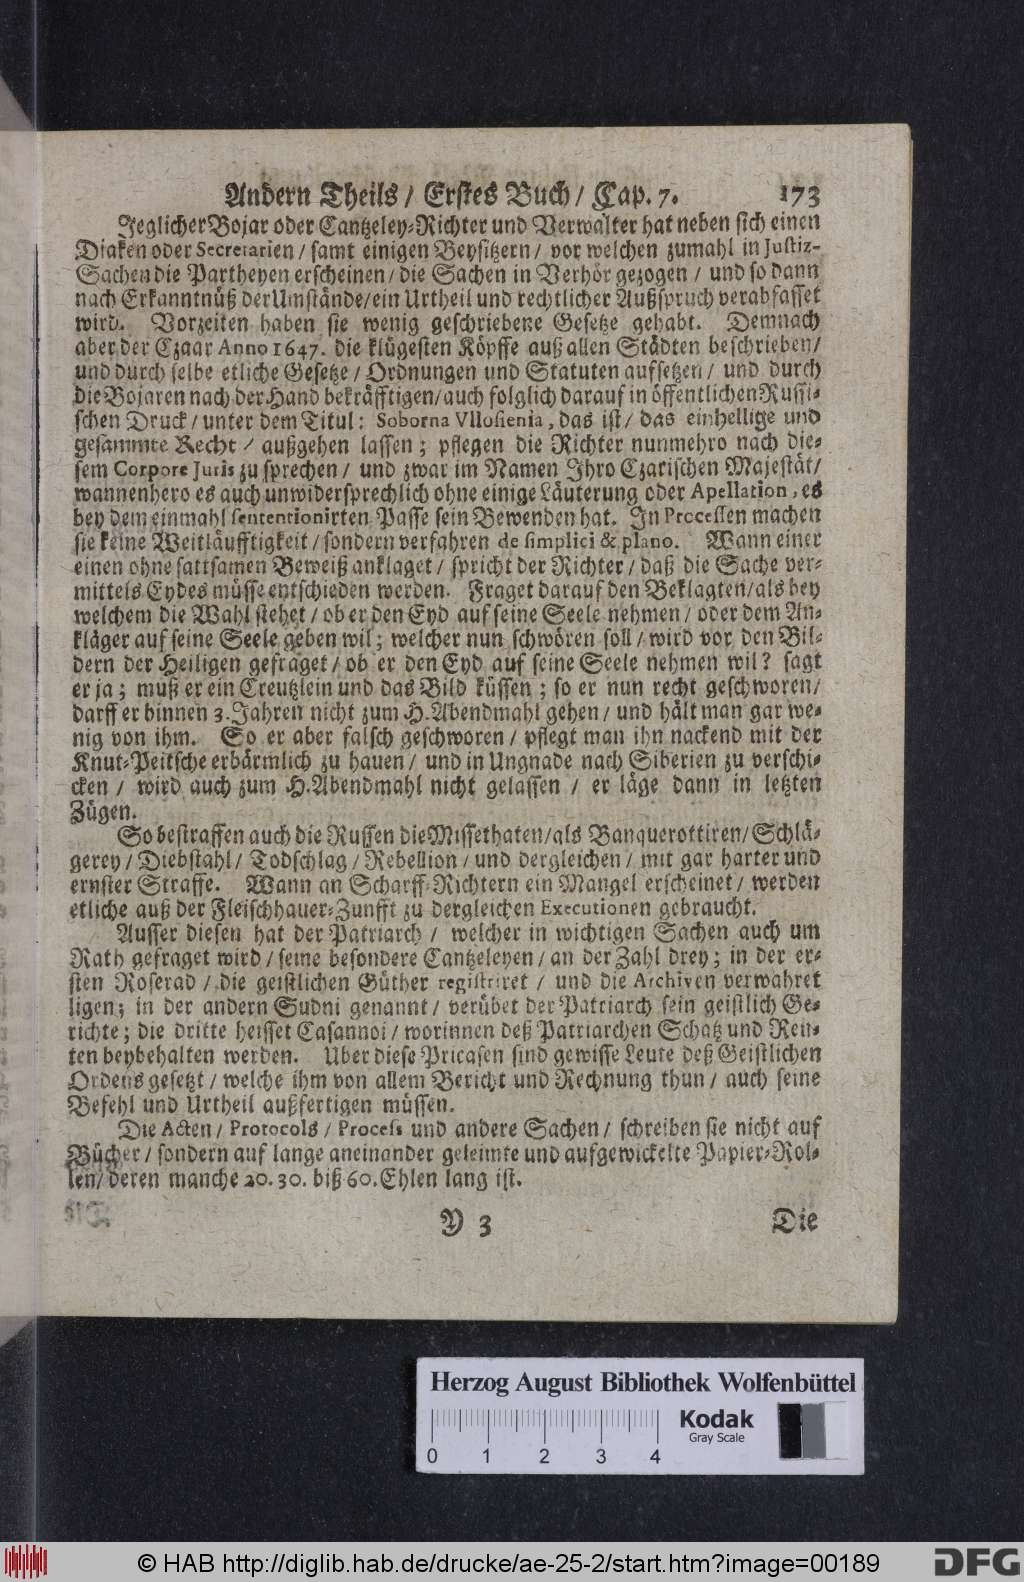 Andern Theils / Erstes Buch / Cap. 7. 173
Jeglicher Bojar oder Cantzeley-Richter und Verwalter hat neben sich einen
Diaken oder Secretarien / samt einigen Beysitzern / vor welchen zumahl in Justiz-
Sachen die Partheyen erscheinen / die Sachen in Verhör gezogen / und so dann
nach Erkanntnüß der Umstände / ein Urtheil und rechtlicher Außspruch verabfasset
wird. Vorzeiten haben sie wenig geschriebene Gesetze gehabt. Demnach
aber der Czaar Anno 1647. die klügesten Köpffe auß allen Städten beschrieben /
und durch selbe etliche Gesetze / Ordnungen und Statuten aufsetzen / und durch
die Bojaren nach der Hand bekräfftigen / auch folglich darauf in öffentlichen Russi-
schen Druck / unter dem Titul: Soborna Vllosienia, das ist / das einhellige und
gesammte Recht / außgehen lassen; pflegen die Richter nunmehro nach die-
sem Corpore Juris zu sprechen / und zwar im Namen Ihro Czarischen Majestät /
wannenhero es auch unwidersprechlich ohne einige Läuterung oder Apellation, es
bey dem einmahl sententionirten Passe sein Bewenden hat. In Processen machen
sie keine Weitläufftigkeit / sondern verfahren de simplici & plano. Wann einer
einen ohne sattsamen Beweiß anklaget / spricht der Richter / daß die Sache ver-
mittels Eydes müsse entschieden werden. Fraget darauf den Beklagten / als bey
welchem die Wahl stehet / ob er den Eyd auf seine Seele nehmen / oder dem An-
kläger auf seine Seele geben wil; welcher nun schwören soll / wird vor den Bil-
dern der Heiligen gefraget / ob er den Eyd auf seine Seele nehmen wil? sagt
er ja; muß er ein Creutzlein und das Bild küssen; so er nun recht geschworen /
darff er binnen 3. Jahren nicht zum H. Abendmahl gehen / und hält man gar we-
nig von ihm. So er aber falsch geschworen / pflegt man ihn nackend mit der
Knut-Peitsche erbärmlich zu hauen / und in Ungnade nach Siberien zu verschi-
cken / wird auch zum H. Abendmahl nicht gelassen / er läge dann in letzten
Zügen.
So bestraffen auch die Russen die Missethaten / als Banquerottiren / Schlä-
gerey / Diebstahl / Todschlag / Rebellion / und dergleichen / mit gar harter und
ernster Straffe. Wann an Scharff-Richtern ein Mangel erscheinet / werden
etliche auß der Fleischhauer-Zunfft zu dergleichen Executionen gebraucht.
Ausser diesen hat der Patriarch / welcher in wichtigen Sachen auch um
Rath gefraget wird / seine besondere Cantzeleyen / an der Zahl drey; in der er-
sten Roserad / die geistlichen Güther registriret / und die Archiven verwahret
ligen; in der andern Sudni genannt / verübet der Patriarch sein geistlich Ge-
richte; die dritte heisset Casannoi / worinnen deß Patriarchen Schatz und Ren-
ten beybehalten werden. Uber diese Pricasen sind gewisse Leute deß Geistlichen
Ordens gesetzt / welche ihm von allem Bericht und Rechnung thun / auch seine
Befehl und Urtheil außfertigen müssen.
Die Acten / Protocols / Process und andere Sachen / schreiben sie nicht auf
Bücher / sondern auf lange aneinander geleimte und aufgewickelte Papier-Rol-
len / deren manche 20. 30. biß 60. Ehlen lang ist.
Y 3 Die
Herzog August Bibliothek Wolfenbüttel
Kodak
Gray Scale
0 1 2 3 4
© HAB http://diglib.hab.de/drucke/ae-25-2/start.htm?image=00189
DFG